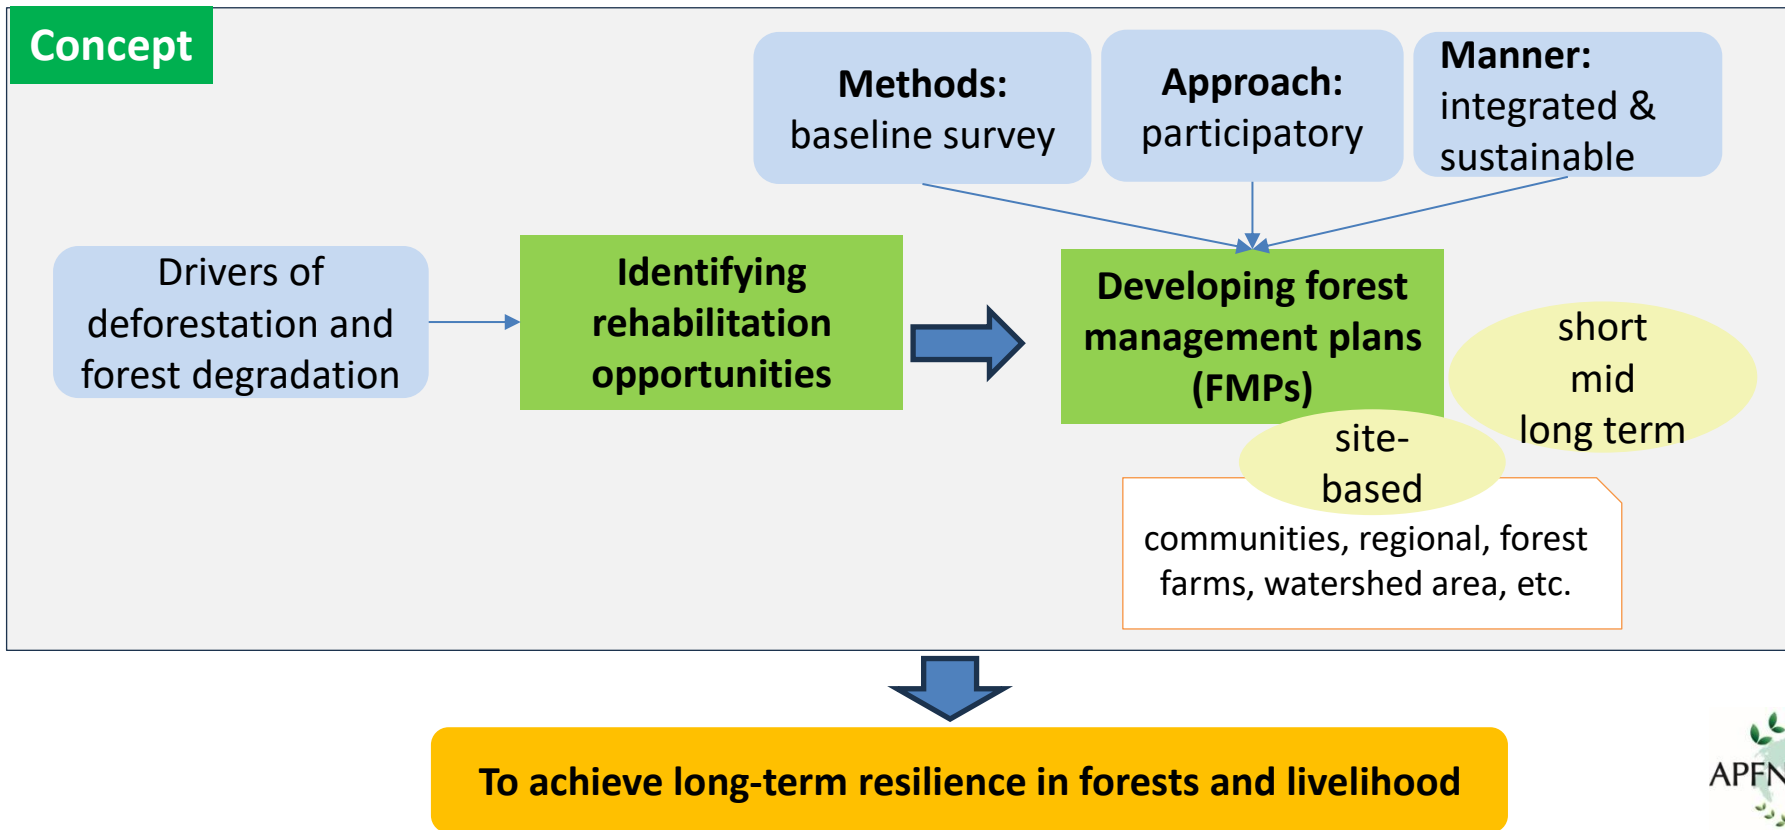 Concept
Methods:
baseline survey
Approach:
participatory
Manner:
integrated &
sustainable
Drivers of
deforestation and
forest degradation
Identifying
rehabilitation
opportunities
Developing forest
management plans
(FMPs)
short
mid
long term
site-
based
communities, regional, forest
farms, watershed area, etc.
To achieve long-term resilience in forests and livelihood